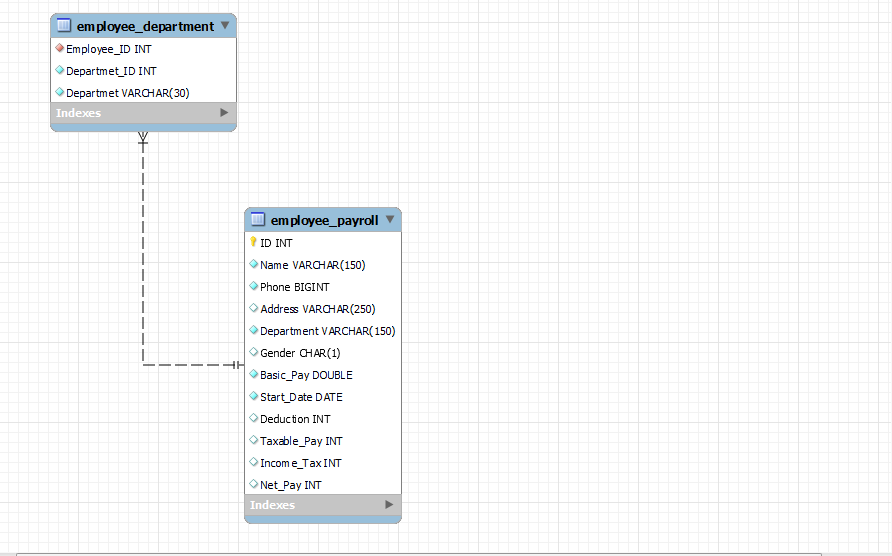 employee_department
Employee_ID INT
Departmet_ID INT
Departmet VARCHAR(30)
Indexes
employee_payroll
ID INT
Name VARCHAR(150)
Phone BIGINT
Address VARCHAR(250)
Department VARCHAR(150)
Gender CHAR(1)
Basic_Pay DOUBLE
Start_Date DATE
Deduction INT
Taxable_Pay INT
Income_Tax INT
Net_Pay INT
Indexes